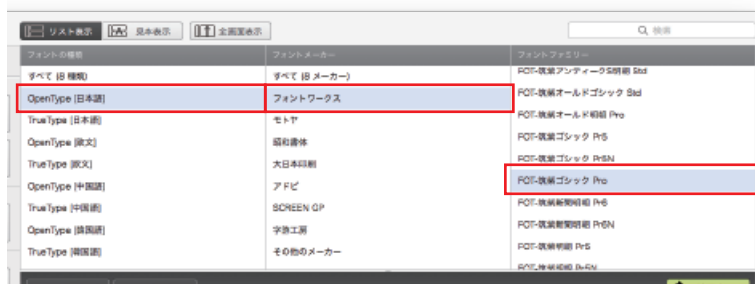 リスト表示 見本表示 全画面表示 検索
フォントの種類 フォントメーカー フォントファミリー
すべて (8 種類) すべて (8 メーカー) FOT-筑紫アンティークS明朝 Std
OpenType [日本語] フォントワークス FOT-筑紫オールドゴシック Std
TrueType [日本語] モトヤ FOT-筑紫オールド明朝 Pro
OpenType [欧文] 昭和書体 FOT-筑紫ゴシック Pr5
TrueType [欧文] 大日本印刷 FOT-筑紫ゴシック Pr5N
OpenType [中国語] アドビ FOT-筑紫ゴシック Pro
TrueType [中国語] SCREEN GP FOT-筑紫新聞明朝 Pr6
OpenType [韓国語] 字游工房 FOT-筑紫新聞明朝 Pr6N
TrueType [韓国語] その他のメーカー FOT-筑紫明朝 Pr5
FOT-筑紫明朝 Pr5N